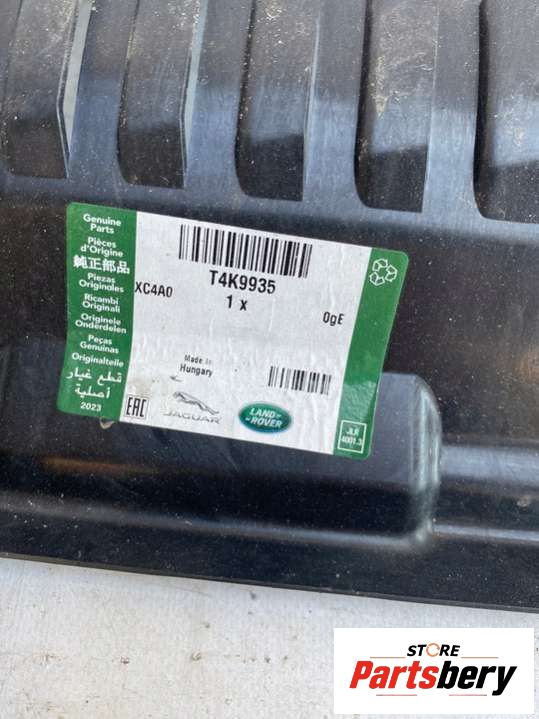 Genuine
Parts
Pièces
d'Origine
純正部品
Piezas
Originales
Ricambi
Originali
Originele
Onderdelen
Peças
Genuinas
Originalteile
قطع غيار
أصلية
2023
T4K9935
XC4A0
1 x
0gE
Made in
Hungary
EAC
JAGUAR
LAND-
-ROVER
JLR
4001.3
STORE
Partsbery